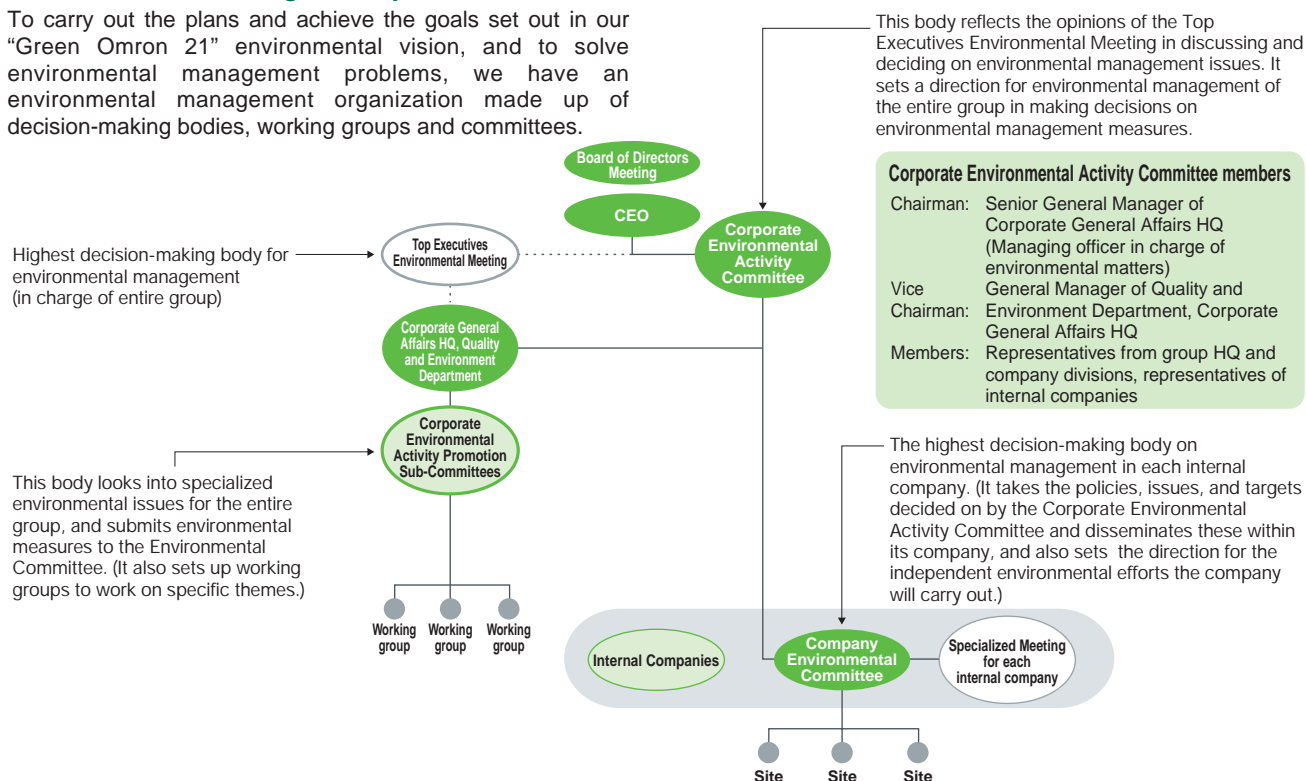 To carry out the plans and achieve the goals set out in our
“Green Omron 21” environmental vision, and to solve
environmental management problems, we have an
environmental management organization made up of
decision-making bodies, working groups and committees.
This body reflects the opinions of the Top
Executives Environmental Meeting in discussing and
deciding on environmental management issues. It
sets a direction for environmental management of
the entire group in making decisions on
environmental management measures.
Board of Directors
Meeting
CEO
Corporate
Environmental
Activity
Committee
Corporate Environmental Activity Committee members
Chairman: Senior General Manager of
Corporate General Affairs HQ
(Managing officer in charge of
environmental matters)
Vice General Manager of Quality and
Chairman: Environment Department, Corporate
General Affairs HQ
Members: Representatives from group HQ and
company divisions, representatives of
internal companies
Highest decision-making body for
environmental management
(in charge of entire group)
Top Executives
Environmental Meeting
Corporate General
Affairs HQ, Quality
and Environment
Department
Corporate
Environmental
Activity Promotion
Sub-Committees
This body looks into specialized
environmental issues for the entire
group, and submits environmental
measures to the Environmental
Committee. (It also sets up working
groups to work on specific themes.)
Working
group
Working
group
Working
group
The highest decision-making body on
environmental management in each internal
company. (It takes the policies, issues, and targets
decided on by the Corporate Environmental
Activity Committee and disseminates these within
its company, and also sets the direction for the
independent environmental efforts the company
will carry out.)
Internal Companies
Company
Environmental
Committee
Specialized Meeting
for each
internal company
Site
Site
Site